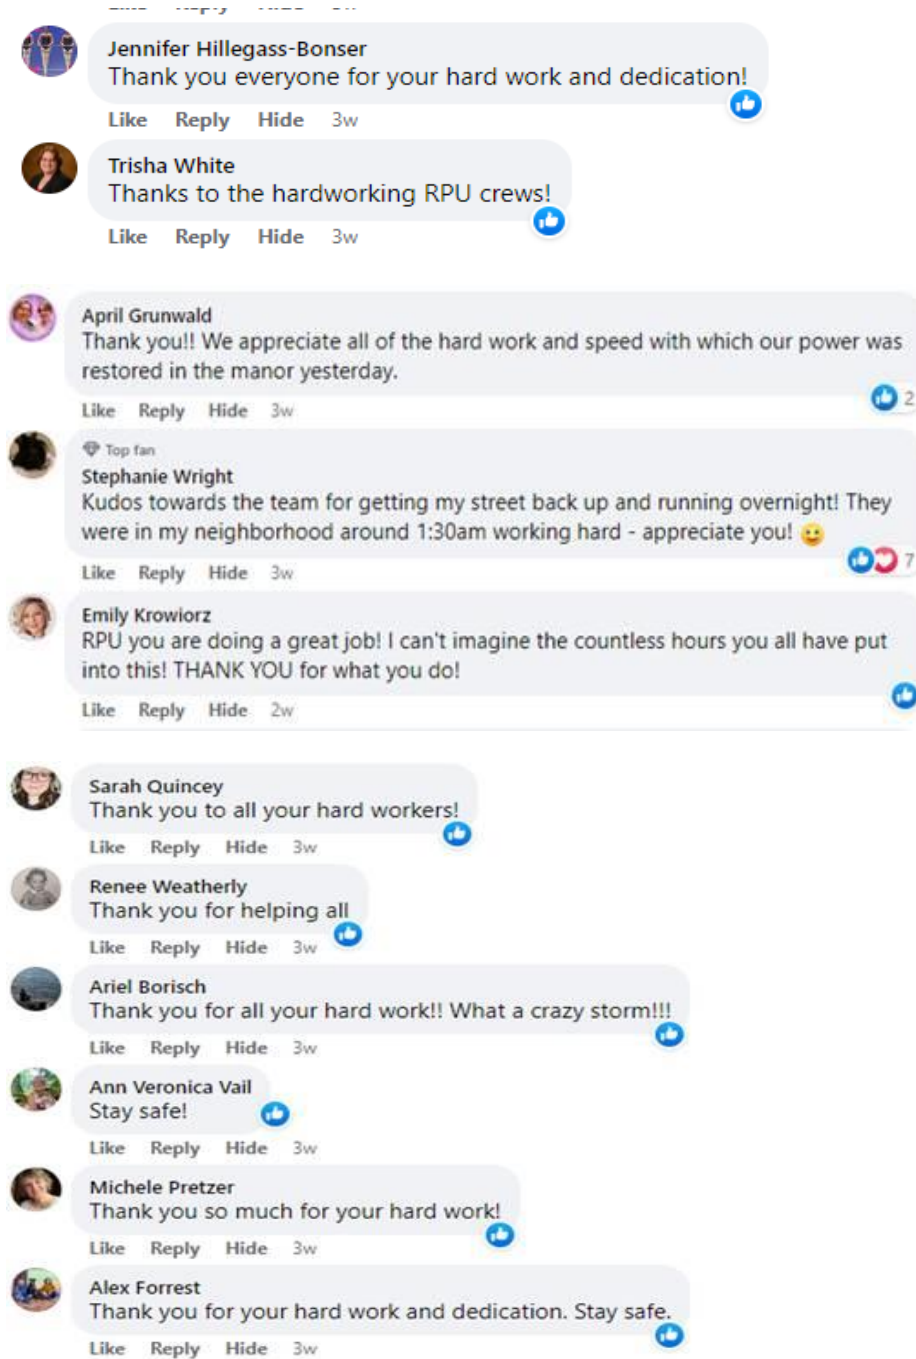 Jennifer Hillegass-Bonser
Thank you everyone for your hard work and dedication!
Like Reply Hide 3w
Trisha White
Thanks to the hardworking RPU crews!
Like Reply Hide 3w
April Grunwald
Thank you!! We appreciate all of the hard work and speed with which our power was
restored in the manor yesterday.
2
Like Reply Hide 3w
Top fan
Stephanie Wright
Kudos towards the team for getting my street back up and running overnight! They
were in my neighborhood around 1:30am working hard - appreciate you! 🙂
7
Like Reply Hide 3w
Emily Krowiorz
RPU you are doing a great job! I can't imagine the countless hours you all have put
into this! THANK YOU for what you do!
Like Reply Hide 2w
Sarah Quincey
Thank you to all your hard workers!
Like Reply Hide 3w
Renee Weatherly
Thank you for helping all
Like Reply Hide 3w
Ariel Borisch
Thank you for all your hard work!! What a crazy storm!!!
Like Reply Hide 3w
Ann Veronica Vail
Stay safe!
Like Reply Hide 3w
Michele Pretzer
Thank you so much for your hard work!
Like Reply Hide 3w
Alex Forrest
Thank you for your hard work and dedication. Stay safe.
Like Reply Hide 3w